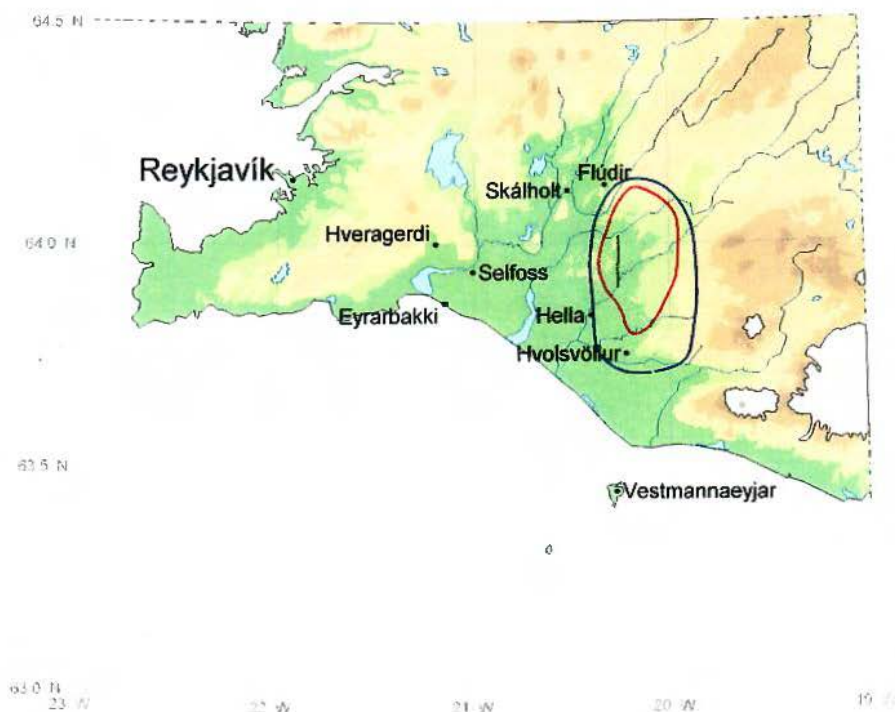 64.5 N
Reykjavík
Flúdir
Skálholt
64.0 N
Hveragerdi
Selfoss
Eyrarbakki
Hella
Hvolsvöllur
63.5 N
Vestmannaeyjar
63.0 N
23 W
22 W
21 W
20 W
19 W